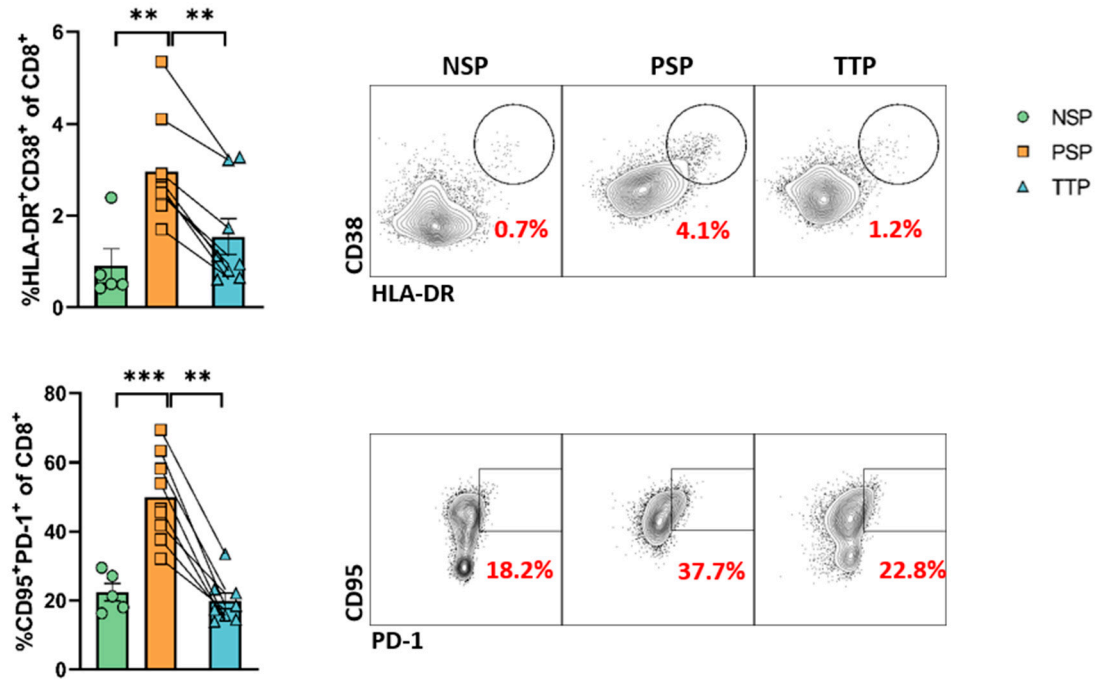 ** **
6
4
2
0
%HLA-DR⁺CD38⁺ of CD8⁺
NSP PSP TTP
0.7% 4.1% 1.2%
CD38
HLA-DR
NSP
PSP
TTP
*** **
80
60
40
20
0
%CD95⁺PD-1⁺ of CD8⁺
18.2% 37.7% 22.8%
CD95
PD-1